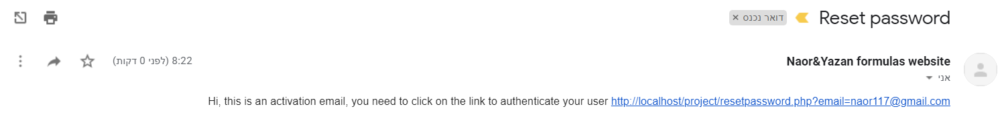 Reset password
דואר נכנס ×
Naor&Yazan formulas website
8:22 (לפני 0 דקות)
אני
Hi, this is an activation email, you need to click on the link to authenticate your user http://localhost/project/resetpassword.php?email=naor117@gmail.com